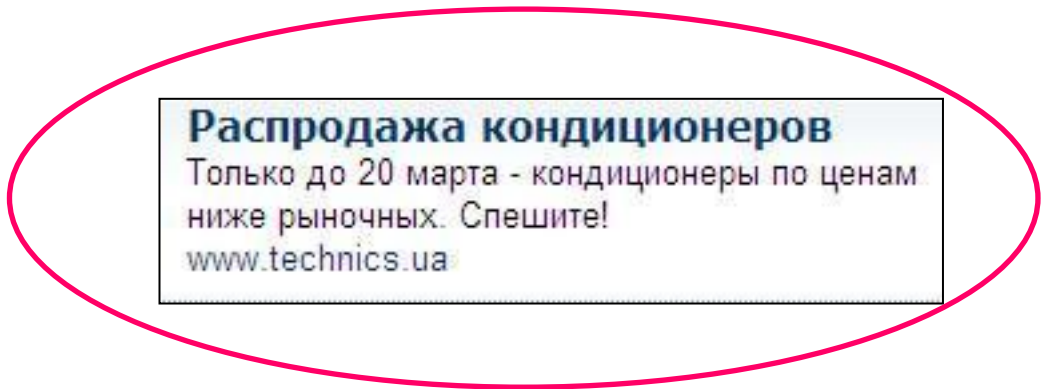 Распродажа кондиционеров
Только до 20 марта - кондиционеры по ценам
ниже рыночных. Спешите!
www.technics.ua